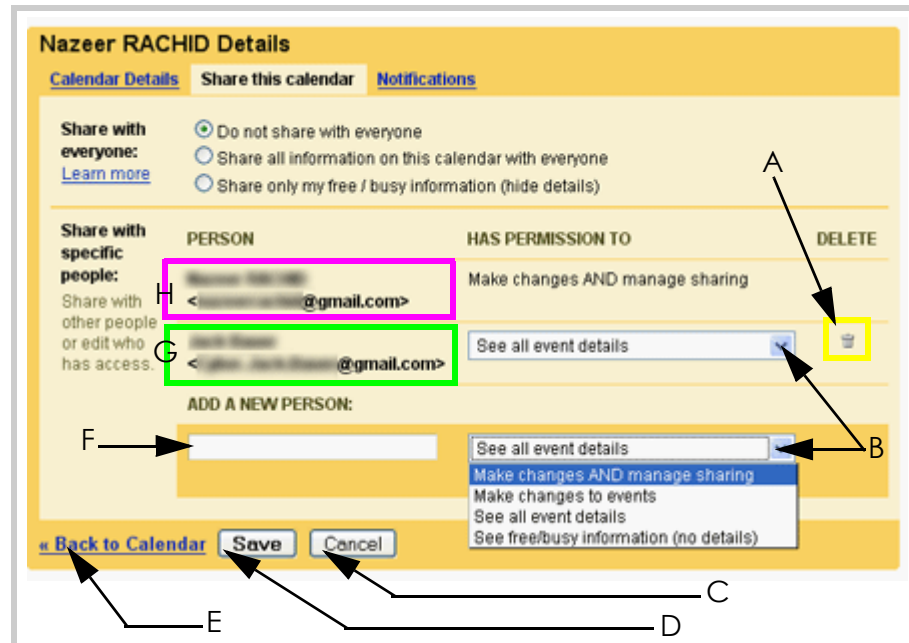 Nazeer RACHID Details
Calendar Details Share this calendar Notifications
Share with everyone:
Learn more
Do not share with everyone
Share all information on this calendar with everyone
Share only my free / busy information (hide details)
A
Share with specific people:
Share with other people or edit who has access.
PERSON HAS PERMISSION TO DELETE
H
@gmail.com>
Make changes AND manage sharing
G
@gmail.com>
See all event details
B
ADD A NEW PERSON:
F
See all event details
Make changes AND manage sharing
Make changes to events
See all event details
See free/busy information (no details)
« Back to Calendar Save Cancel
C
E
D